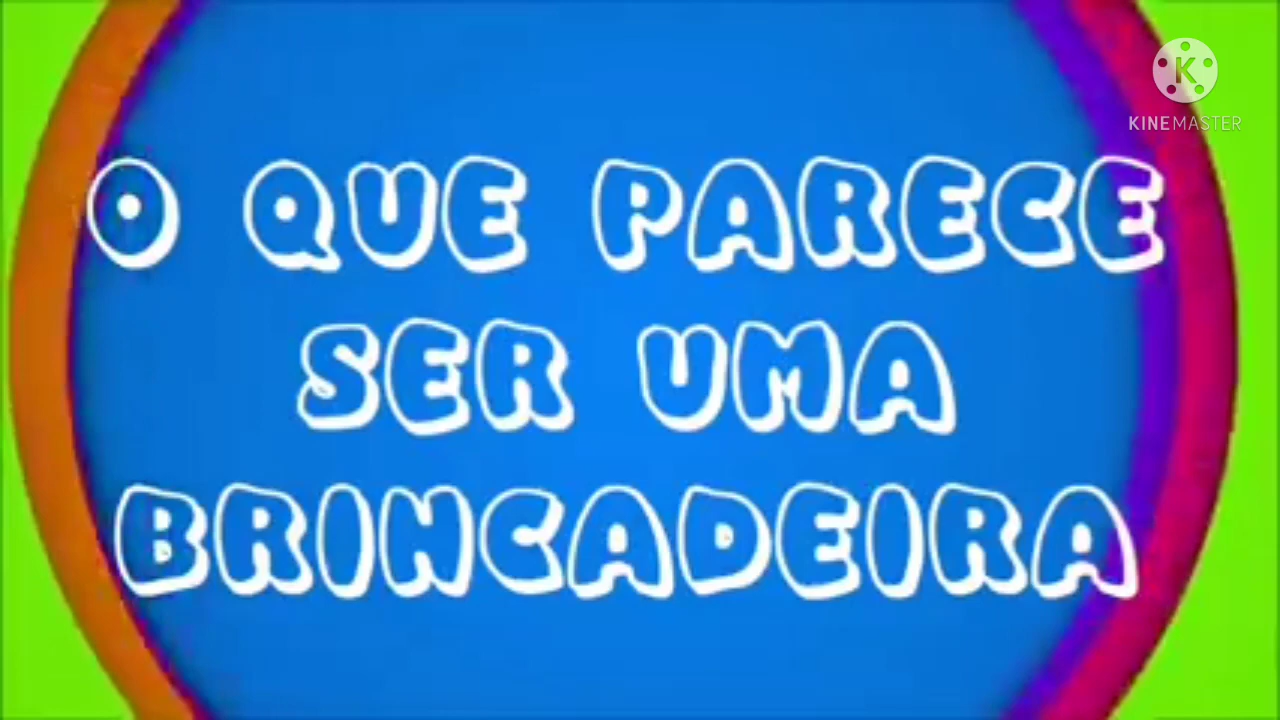 K
KINEMASTER
O QUE PARECE
SER UMA
BRINCADEIRA